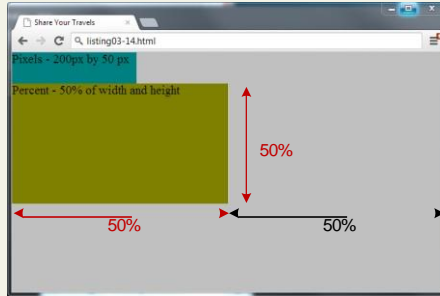 Share Your Travels
listing03-14.html
Pixels - 200px by 50 px
Percent - 50% of width and height
50%
50%
50%